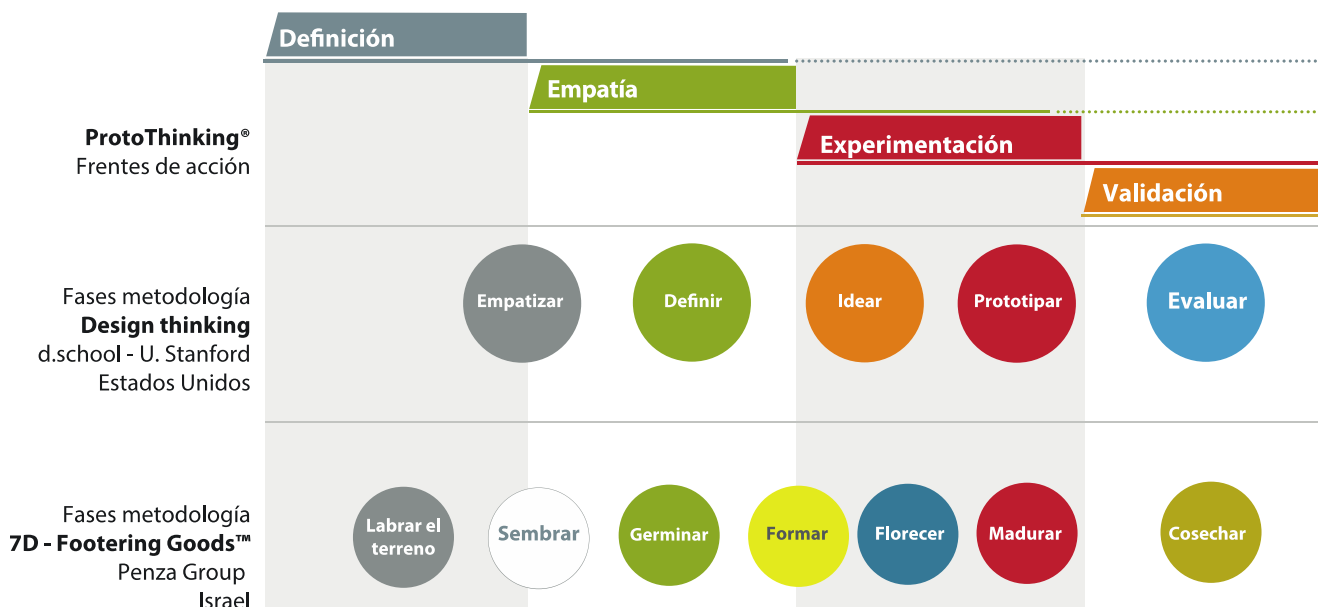 Definición
Empatía
Experimentación
Validación
ProtoThinking®
Frentes de acción
Fases metodología
Design thinking
d.school - U. Stanford
Estados Unidos
Empatizar
Definir
Idear
Prototipar
Evaluar
Fases metodología
7D - Footering Goods™
Penza Group
Israel
Labrar el
terreno
Sembrar
Germinar
Formar
Florecer
Madurar
Cosechar